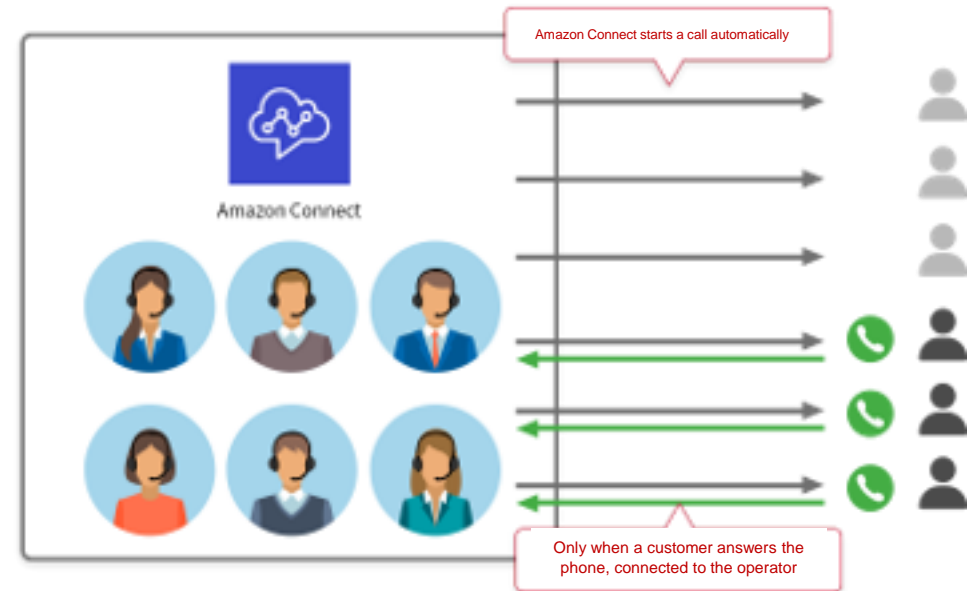 Amazon Connect starts a call automatically
Amazon Connect
Only when a customer answers the
phone, connected to the operator